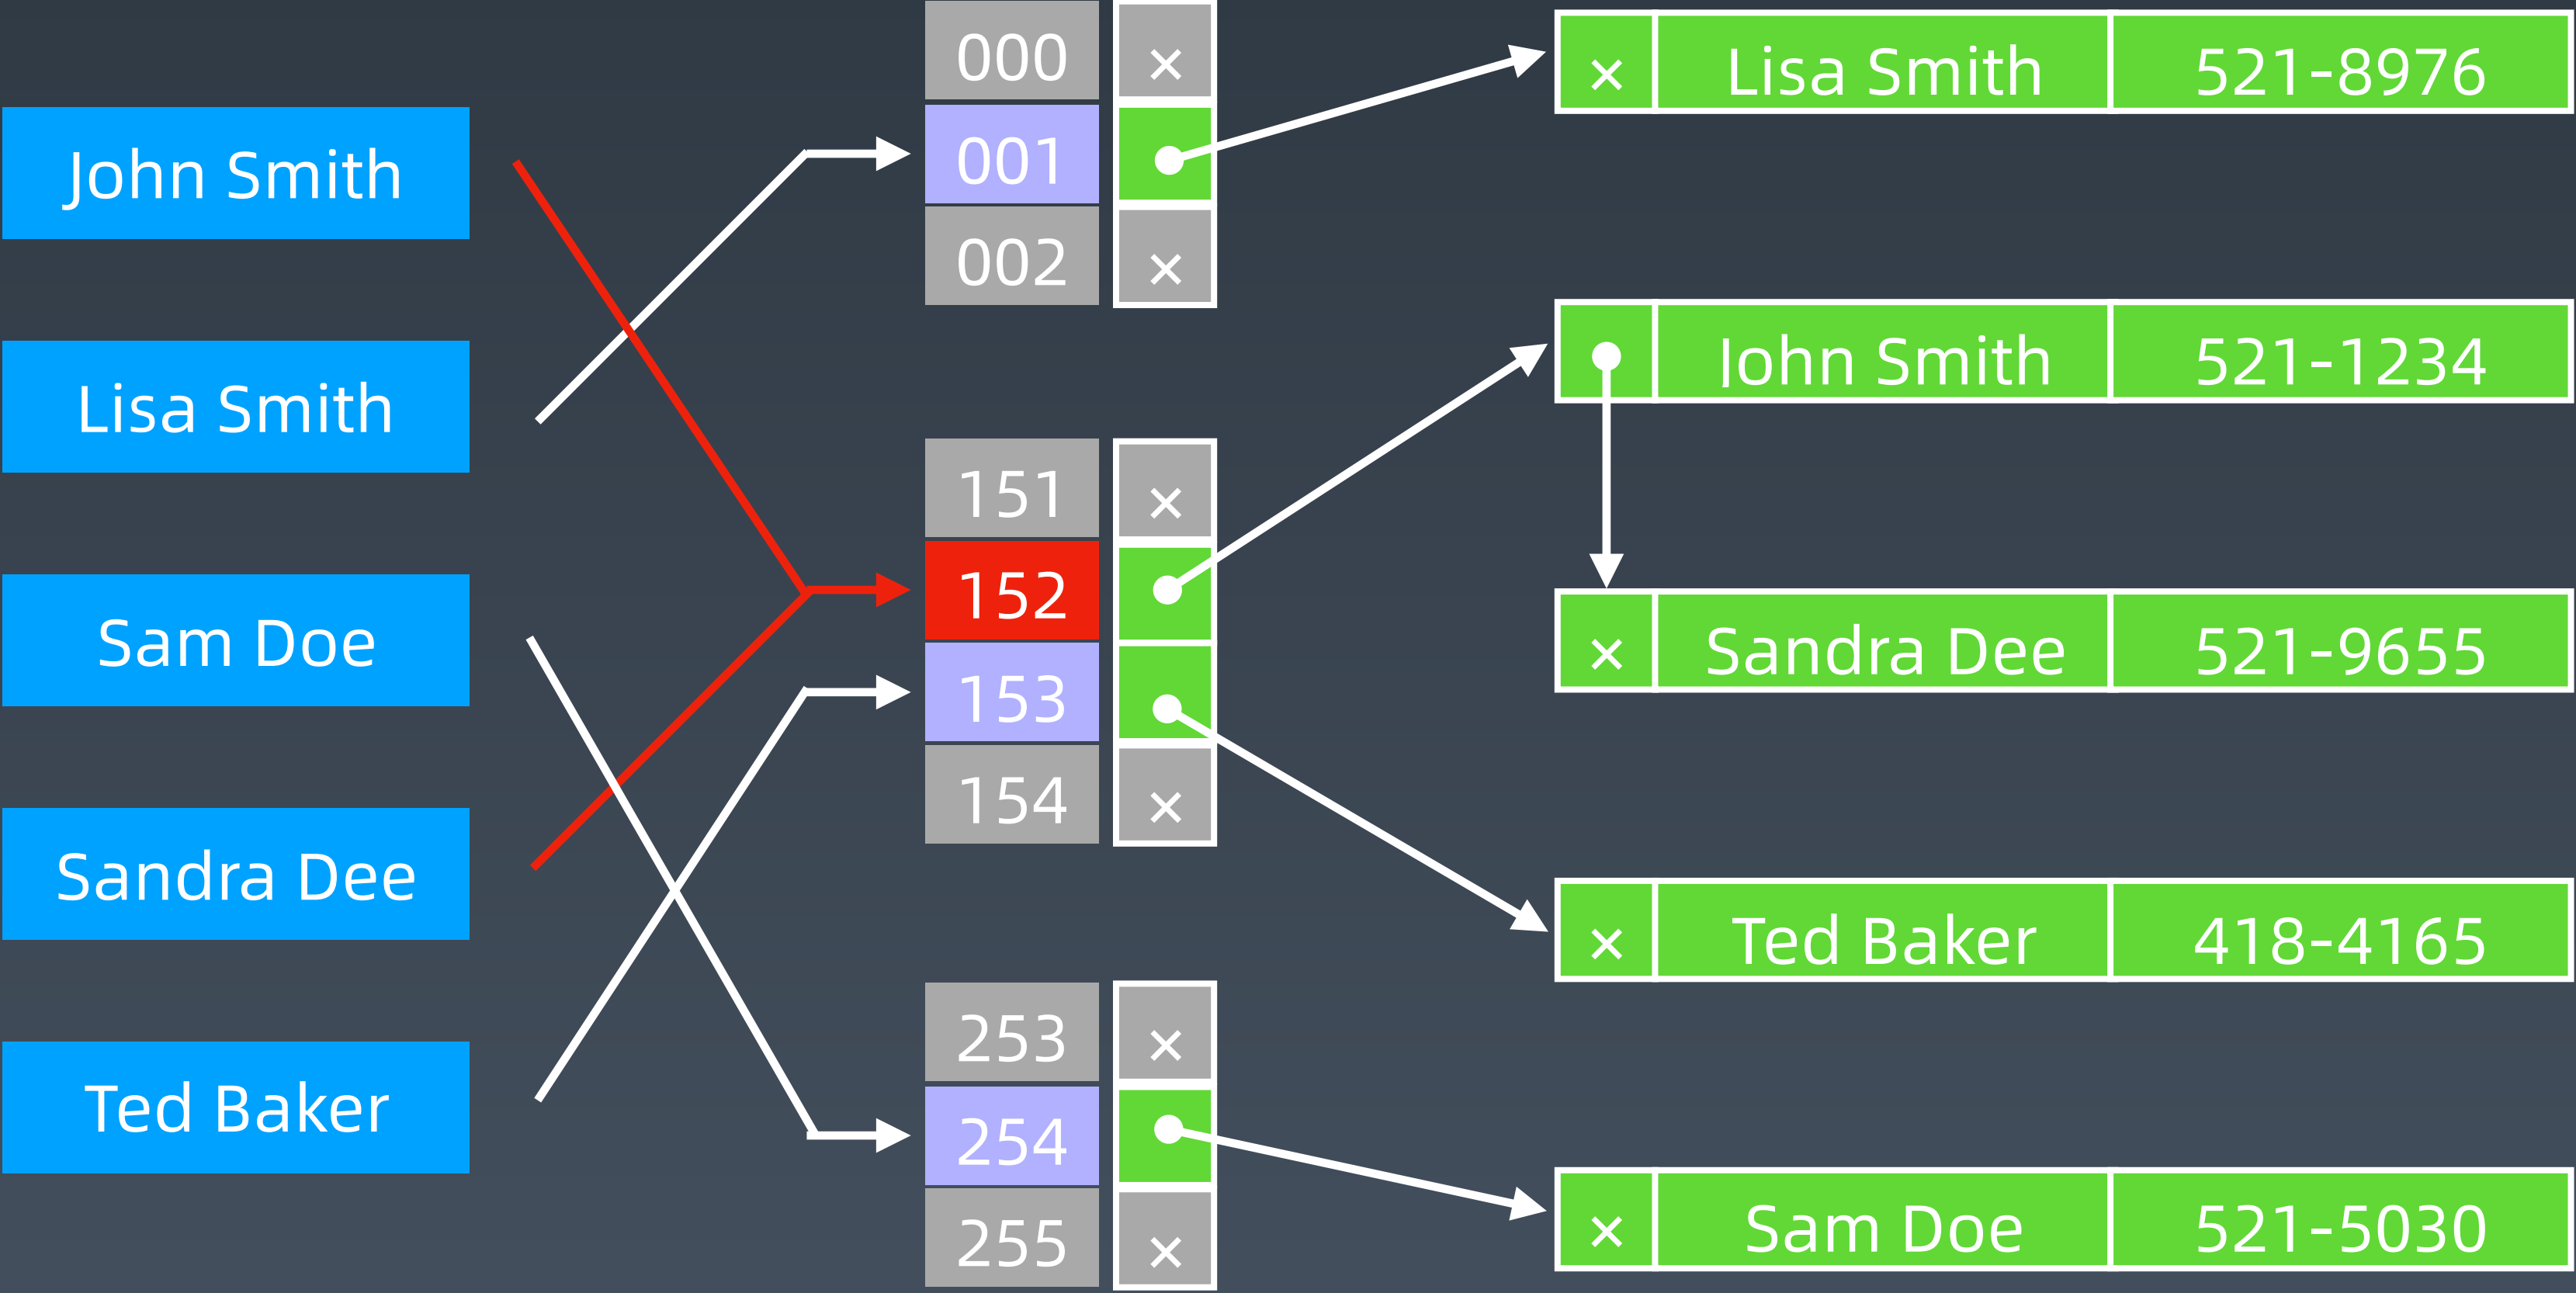 John Smith
Lisa Smith
Sam Doe
Sandra Dee
Ted Baker
000 ×
001
002 ×
151 ×
152
153
154 ×
253 ×
254
255 ×
× Lisa Smith 521-8976
John Smith 521-1234
× Sandra Dee 521-9655
× Ted Baker 418-4165
× Sam Doe 521-5030